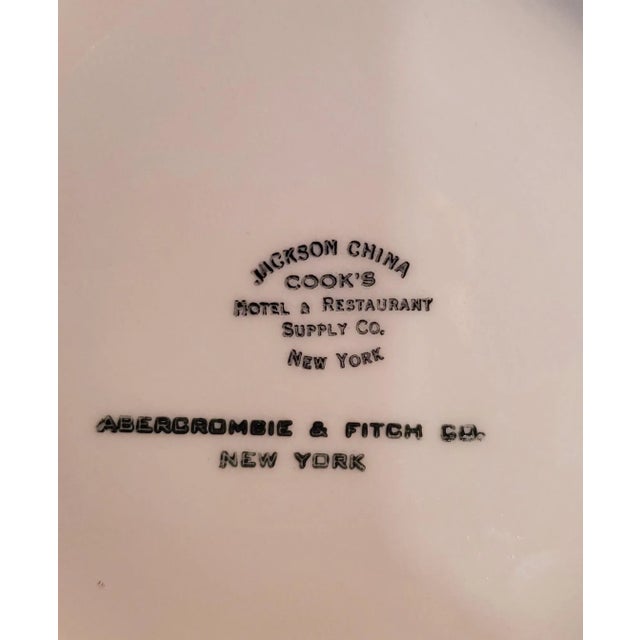 JACKSON CHINA
COOK'S
HOTEL & RESTAURANT
SUPPLY CO.
NEW YORK
ABERCROMBIE & FITCH CO.
NEW YORK